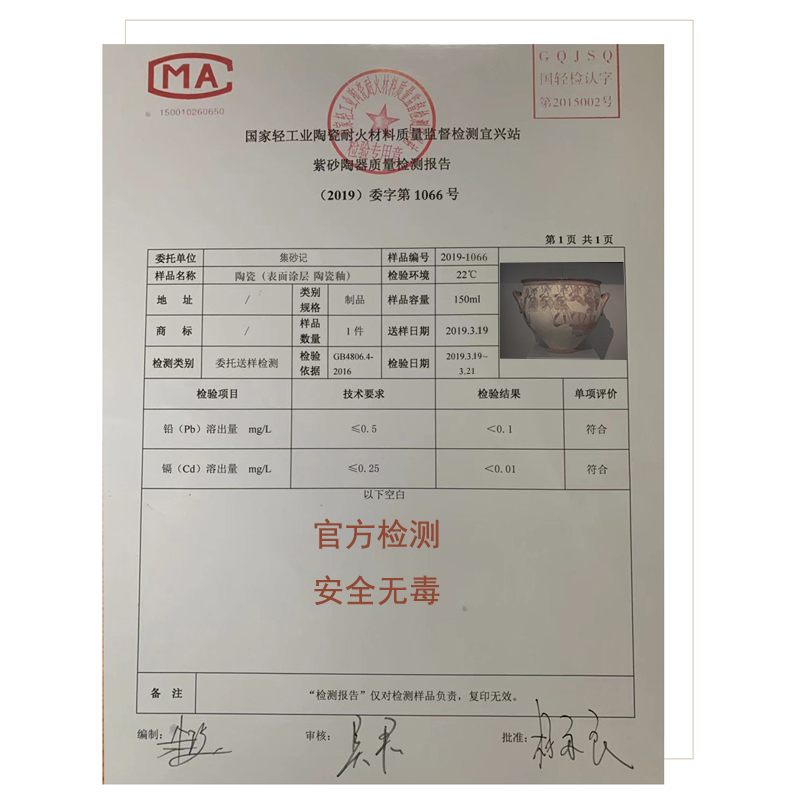 CMA
150010260650
GQJSQ
国轻检认字
第2015002号
检验专用章
国家轻工业陶瓷耐火材料质量监督检测宜兴站
紫砂陶器质量检测报告
（2019）委字第 1066 号
第 1 页 共 1 页
委托单位 集砂记 样品编号 2019-1066
样品名称 陶瓷（表面涂层 陶瓷釉） 检验环境 22℃
地 址 / 类别规格 制品 样品容量 150ml
商 标 / 样品数量 1 件 送样日期 2019.3.19
检测类别 委托送样检测 检验依据 GB4806.4-2016 检验日期 2019.3.19~3.21
检验项目 技术要求 检验结果 单项评价
铅（Pb）溶出量 mg/L ≤0.5 ＜0.1 符合
镉（Cd）溶出量 mg/L ≤0.25 ＜0.01 符合
以下空白
官方检测
安全无毒
备 注 “检测报告”仅对检测样品负责，复印无效。
编制： 审核： 批准：